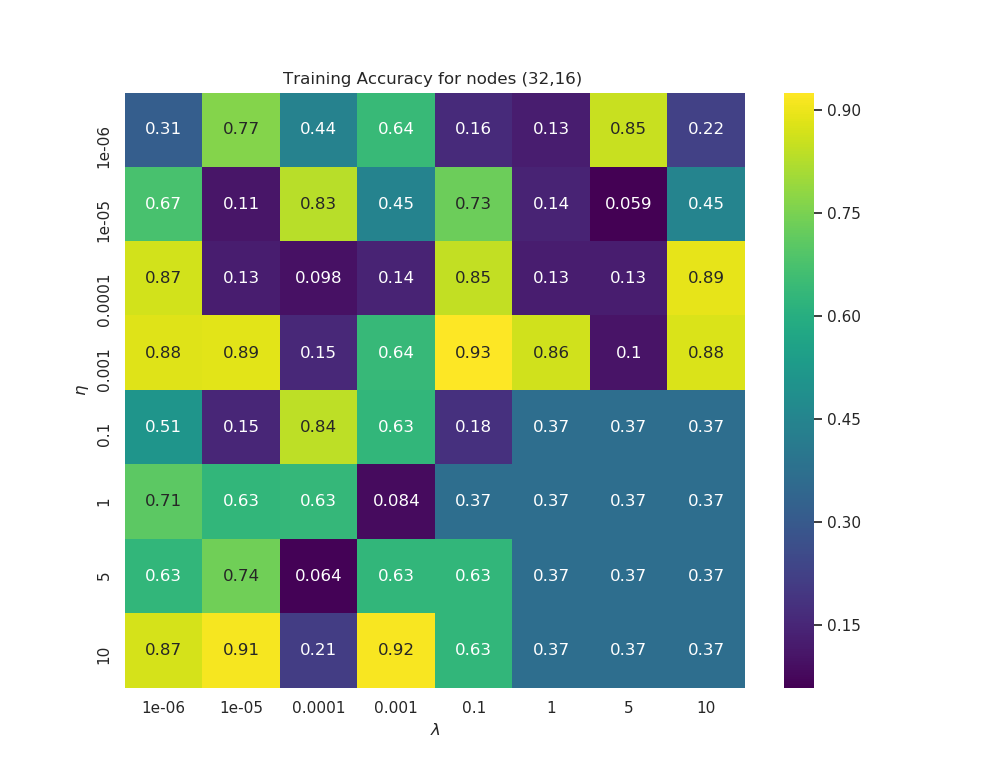 Training Accuracy for nodes (32,16)
1e-06 0.31 0.77 0.44 0.64 0.16 0.13 0.85 0.22
1e-05 0.67 0.11 0.83 0.45 0.73 0.14 0.059 0.45
0.0001 0.87 0.13 0.098 0.14 0.85 0.13 0.13 0.89
0.001 0.88 0.89 0.15 0.64 0.93 0.86 0.1 0.88
0.1 0.51 0.15 0.84 0.63 0.18 0.37 0.37 0.37
1 0.71 0.63 0.63 0.084 0.37 0.37 0.37 0.37
5 0.63 0.74 0.064 0.63 0.63 0.37 0.37 0.37
10 0.87 0.91 0.21 0.92 0.63 0.37 0.37 0.37
η
1e-06 1e-05 0.0001 0.001 0.1 1 5 10
λ
0.90
0.75
0.60
0.45
0.30
0.15